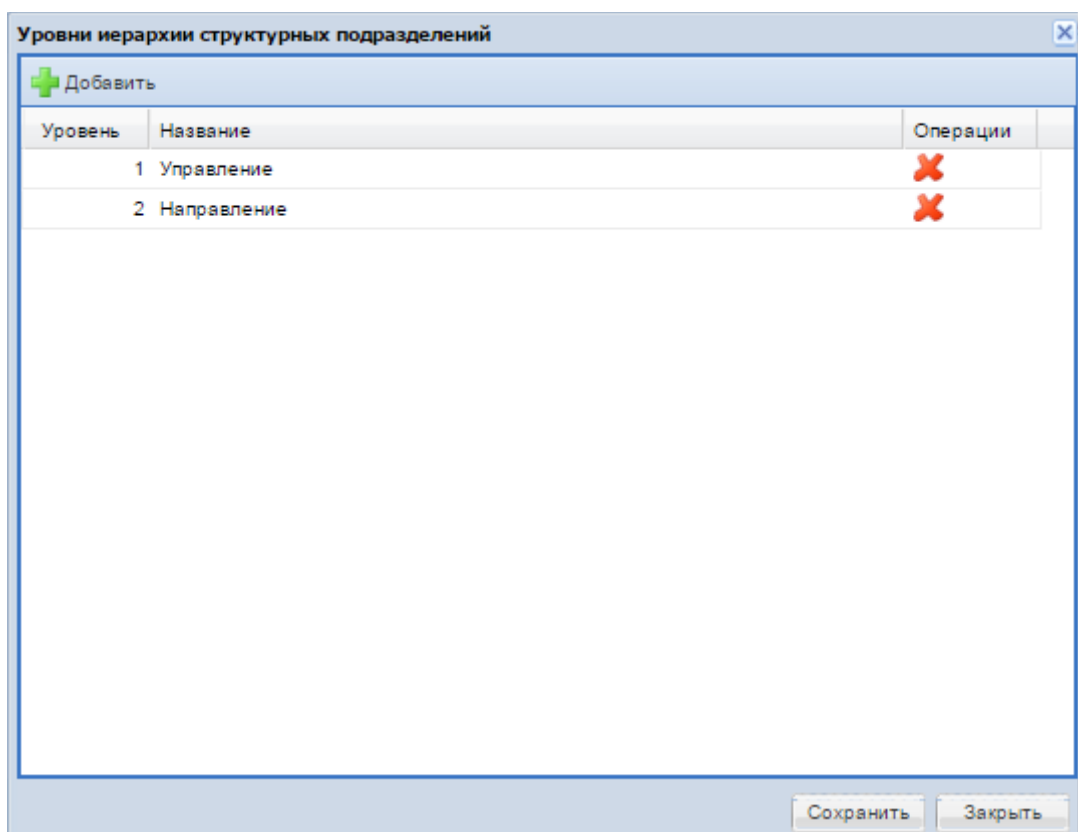 Уровни иерархии структурных подразделений
Добавить
Уровень Название Операции
1 Управление
2 Направление
Сохранить Закрыть